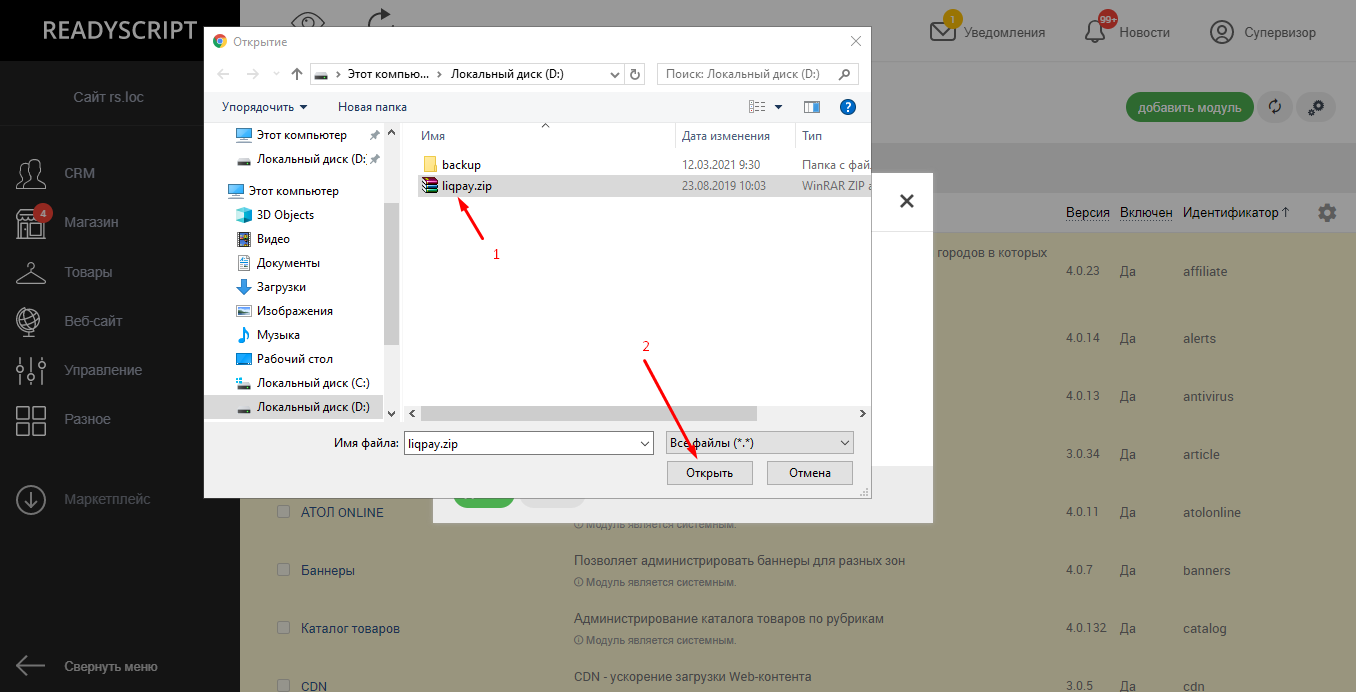 READYSCRIPT
Сайт rs.loc
CRM
4
Магазин
Товары
Веб-сайт
Управление
Разное
Маркетплейс
Свернуть меню
1
Уведомления
99+
Новости
Супервизор
добавить модуль
Открытие
Этот компью... Локальный диск (D:)
Поиск: Локальный диск (D:)
Упорядочить
Новая папка
?
Этот компьютер
Локальный диск (D:
Этот компьютер
3D Objects
Видео
Документы
Загрузки
Изображения
Музыка
Рабочий стол
Локальный диск (C:)
Локальный диск (D:)
Имя Дата изменения Тип
backup 12.03.2021 9:30 Папка с фай
liqpay.zip 23.08.2019 10:03 WinRAR ZIP
1
2
Имя файла: liqpay.zip
Все файлы (*.*)
Открыть Отмена
Версия Включен Идентификатор
городов в которых
4.0.23 Да affiliate
4.0.14 Да alerts
4.0.13 Да antivirus
3.0.34 Да article
АТОЛ ONLINE 4.0.11 Да atolonline
Модуль является системным.
Баннеры Позволяет администрировать баннеры для разных зон 4.0.7 Да banners
Модуль является системным.
Каталог товаров Администрирование каталога товаров по рубрикам 4.0.132 Да catalog
Модуль является системным.
CDN CDN - ускорение загрузки Web-контента 3.0.5 Да cdn